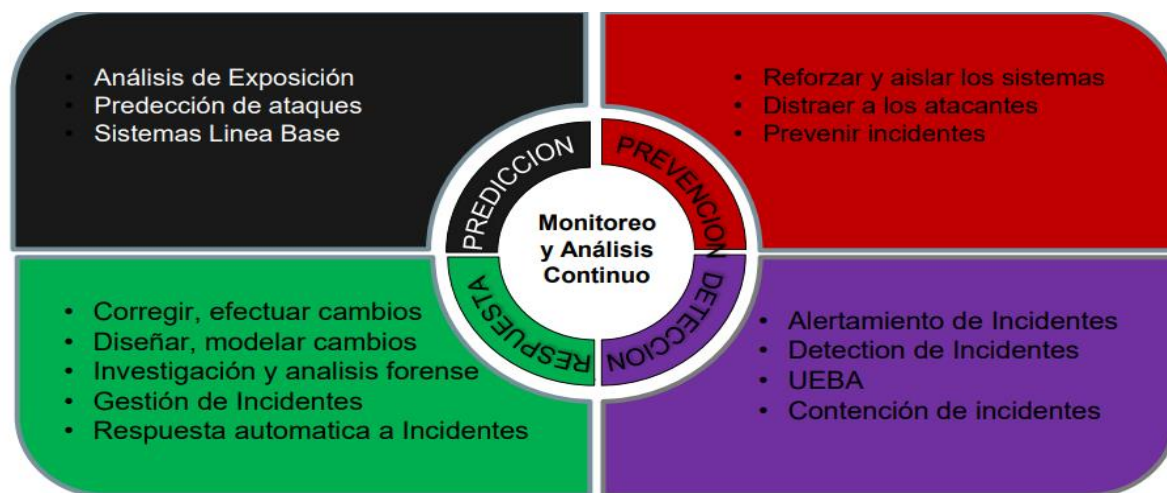 • Análisis de Exposición
• Predección de ataques
• Sistemas Linea Base
• Reforzar y aislar los sistemas
• Distraer a los atacantes
• Prevenir incidentes
PREDICCION
PREVENCION
Monitoreo
y Análisis
Continuo
RESPUESTA
DETECCION
• Corregir, efectuar cambios
• Diseñar, modelar cambios
• Investigación y analisis forense
• Gestión de Incidentes
• Respuesta automatica a Incidentes
• Alertamiento de Incidentes
• Detection de Incidentes
• UEBA
• Contención de incidentes